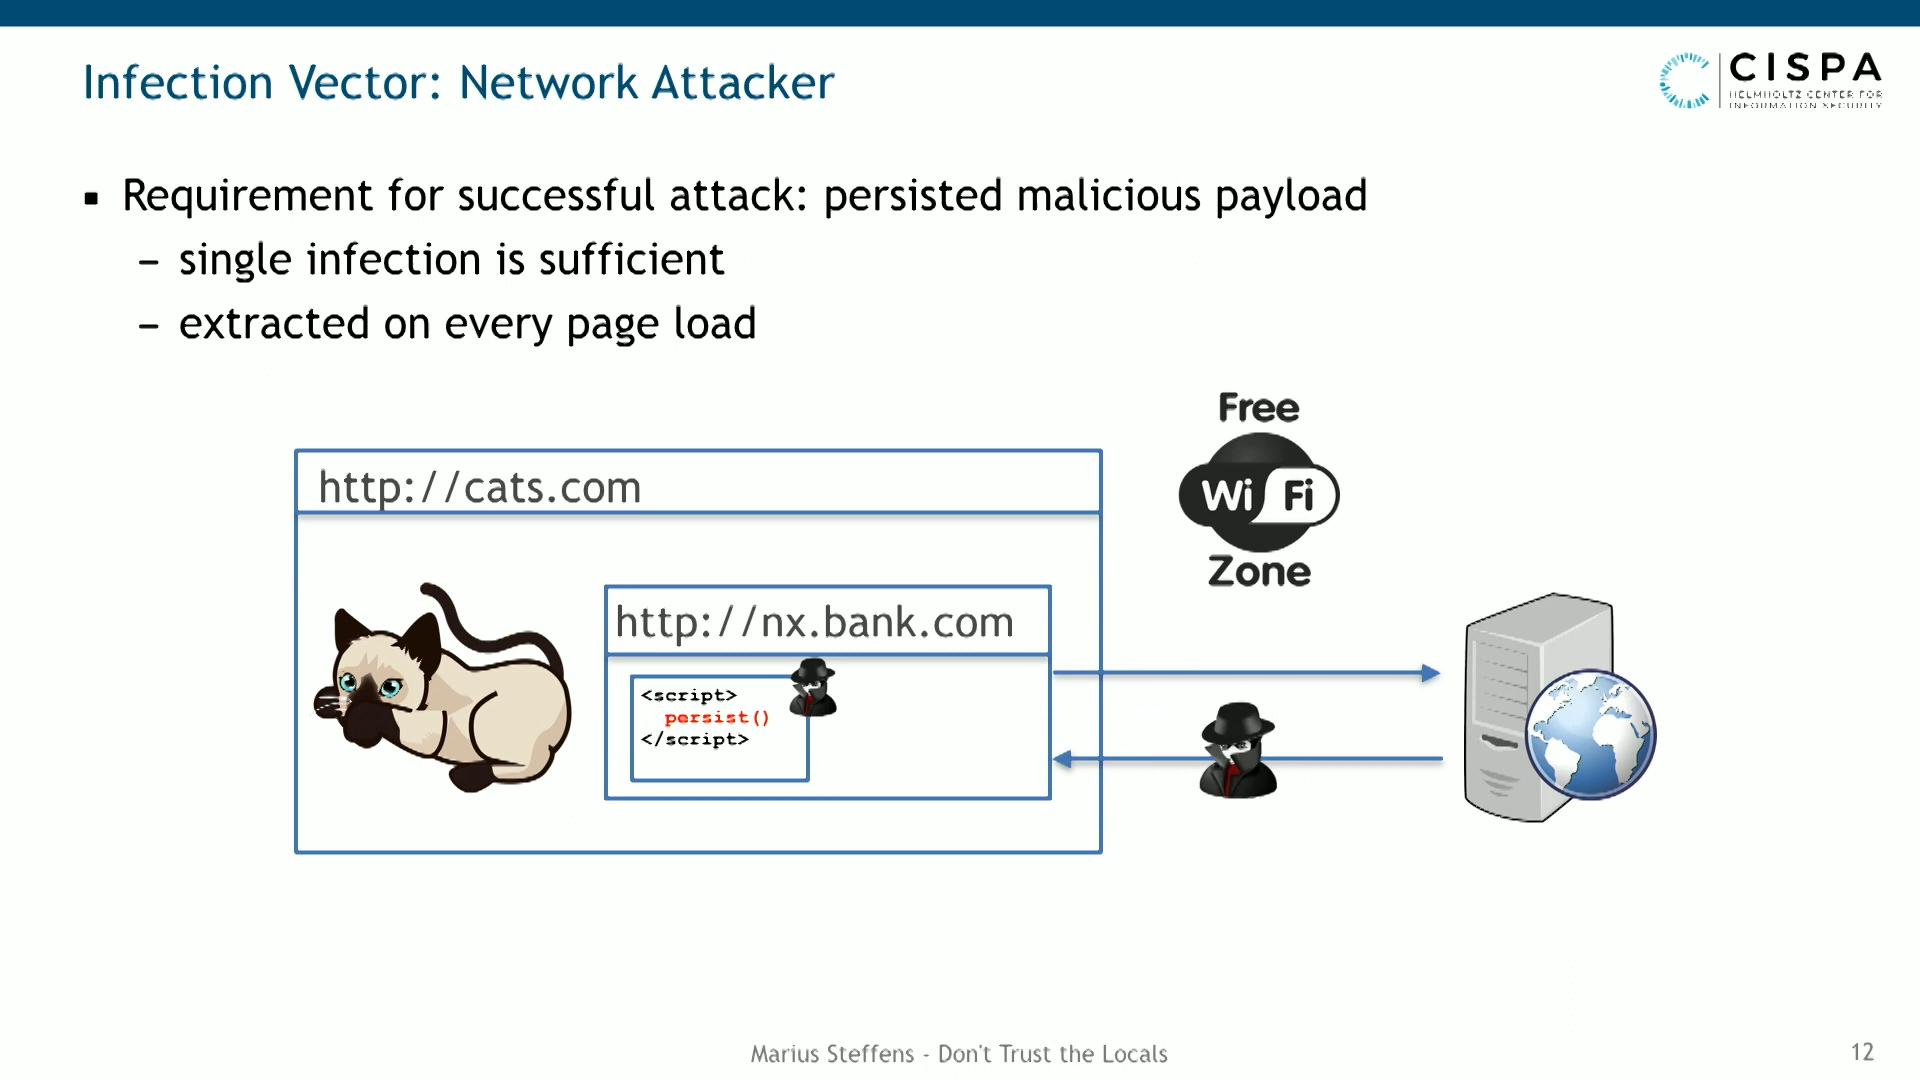 Infection Vector: Network Attacker
CISPA
HELMHOLTZ CENTER FOR
INFORMATION SECURITY
▪ Requirement for successful attack: persisted malicious payload
– single infection is sufficient
– extracted on every page load
Free
Wi Fi
Zone
http://cats.com
http://nx.bank.com
<script>
persist()
</script>
Marius Steffens - Don't Trust the Locals
12